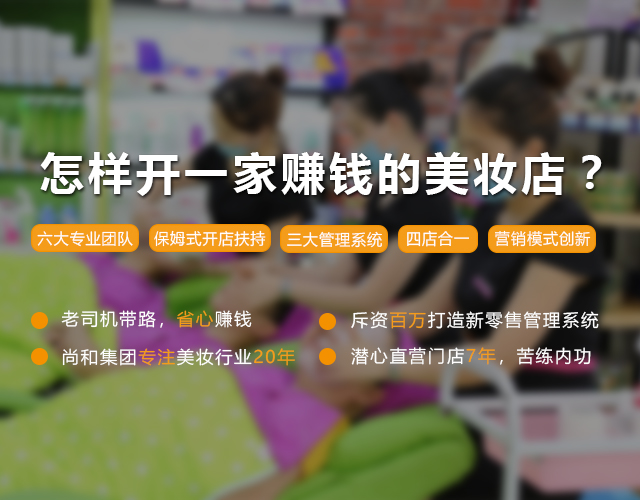 怎样开一家赚钱的美妆店？
六大专业团队 保姆式开店扶持 三大管理系统 四店合一 营销模式创新
老司机带路，省心赚钱 斥资百万打造新零售管理系统
尚和集团专注美妆行业20年 潜心直营门店7年，苦练内功